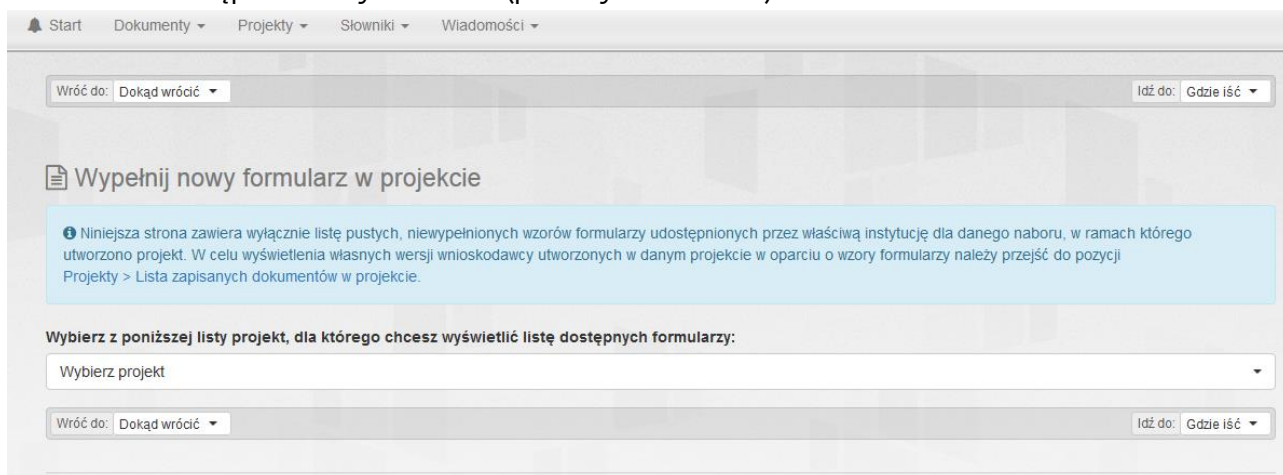 Start Dokumenty Projekty Słowniki Wiadomości
Wróć do: Dokąd wrócić Idź do: Gdzie iść
Wypełnij nowy formularz w projekcie
Niniejsza strona zawiera wyłącznie listę pustych, niewypełnionych wzorów formularzy udostępnionych przez właściwą instytucję dla danego naboru, w ramach którego
utworzono projekt. W celu wyświetlenia własnych wersji wnioskodawcy utworzonych w danym projekcie w oparciu o wzory formularzy należy przejść do pozycji
Projekty > Lista zapisanych dokumentów w projekcie.
Wybierz z poniższej listy projekt, dla którego chcesz wyświetlić listę dostępnych formularzy:
Wybierz projekt
Wróć do: Dokąd wrócić Idź do: Gdzie iść